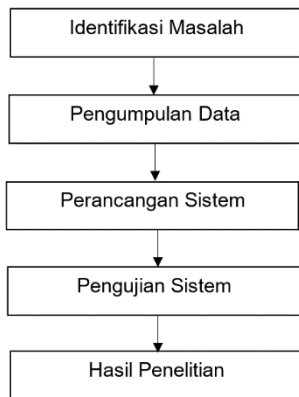 Identifikasi Masalah
Pengumpulan Data
Perancangan Sistem
Pengujian Sistem
Hasil Penelitian